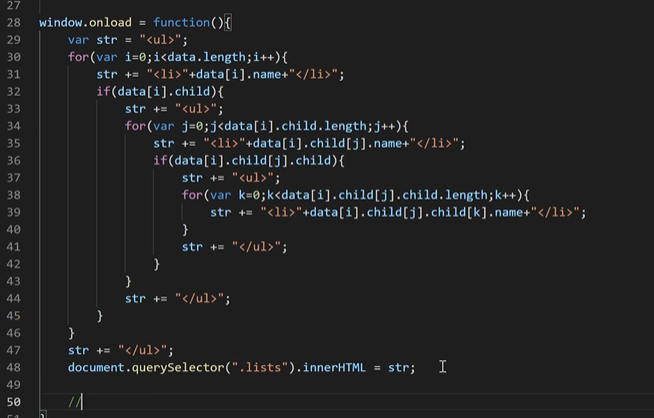 27
28 window.onload = function(){
29     var str = "<ul>";
30     for(var i=0;i<data.length;i++){
31         str += "<li>"+data[i].name+"</li>";
32         if(data[i].child){
33             str += "<ul>";
34             for(var j=0;j<data[i].child.length;j++){
35                 str += "<li>"+data[i].child[j].name+"</li>";
36                 if(data[i].child[j].child){
37                     str += "<ul>";
38                     for(var k=0;k<data[i].child[j].child.length;k++){
39                         str += "<li>"+data[i].child[j].child[k].name+"</li>";
40                     }
41                     str += "</ul>";
42                 }
43             }
44             str += "</ul>";
45         }
46     }
47     str += "</ul>";
48     document.querySelector(".lists").innerHTML = str;
49
50     //
51 }